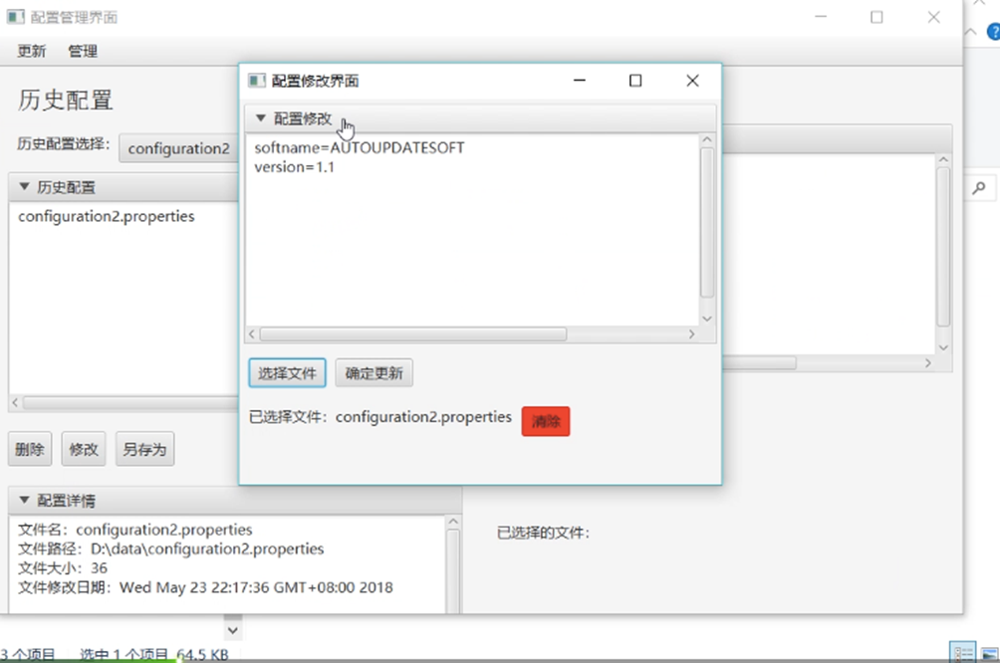 配置管理界面
更新 管理
历史配置
历史配置选择： configuration2
历史配置
configuration2.properties
删除 修改 另存为
配置详情
文件名：configuration2.properties
文件路径：D:\data\configuration2.properties
文件大小：36
文件修改日期：Wed May 23 22:17:36 GMT+08:00 2018
配置修改界面
配置修改
softname=AUTOUPDATESOFT
version=1.1
选择文件 确定更新
已选择文件：configuration2.properties 清除
已选择的文件：
3 个项目 选中 1 个项目 64.5 KB